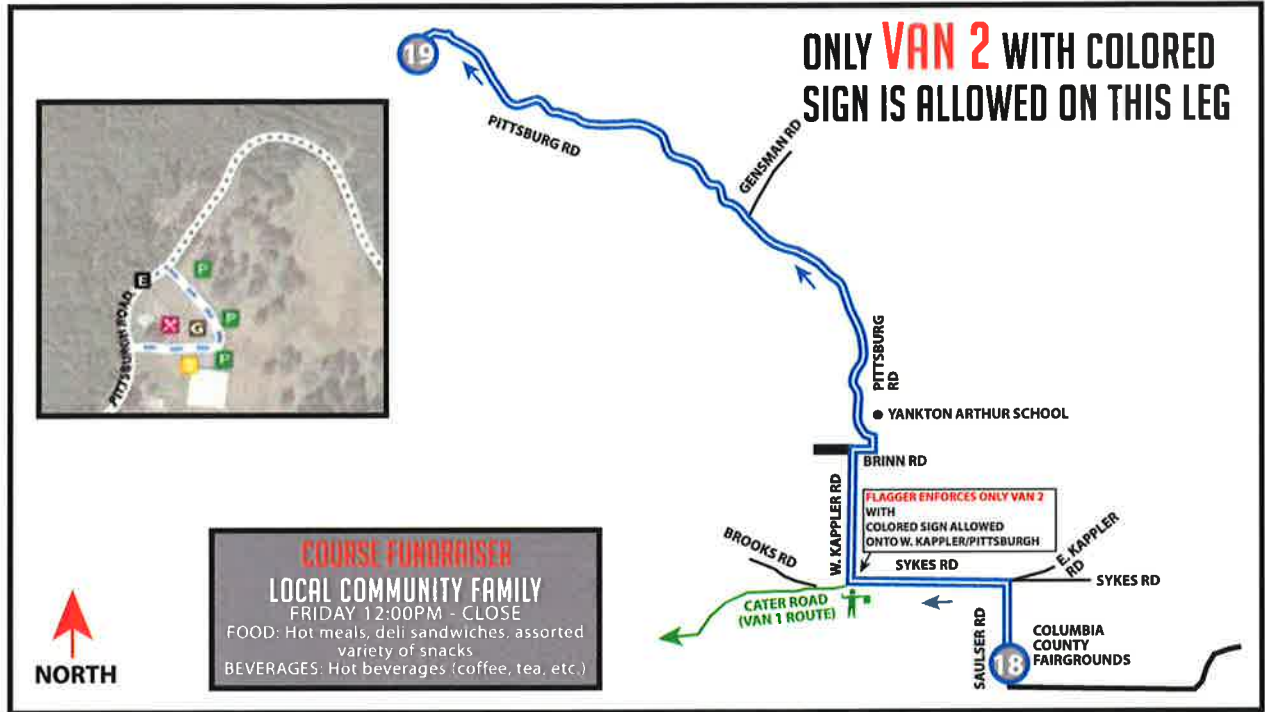 ONLY VAN 2 WITH COLORED
SIGN IS ALLOWED ON THIS LEG
19
PITTSBURG RD
GENSMAN RD
E
P
P
G
P
PITTSBURGH ROAD
PITTSBURG
RD
YANKTON ARTHUR SCHOOL
BRINN RD
W. KAPPLER RD
FLAGGER ENFORCES ONLY VAN 2
WITH
COLORED SIGN ALLOWED
ONTO W. KAPPLER/PITTSBURGH
BROOKS RD
SYKES RD
E. KAPPLER
RD
SYKES RD
CATER ROAD
(VAN 1 ROUTE)
SAULSER RD
18
COLUMBIA
COUNTY
FAIRGROUNDS
COURSE FUNDRAISER
LOCAL COMMUNITY FAMILY
FRIDAY 12:00PM - CLOSE
FOOD: Hot meals, deli sandwiches, assorted
variety of snacks
BEVERAGES: Hot beverages (coffee, tea, etc.)
NORTH